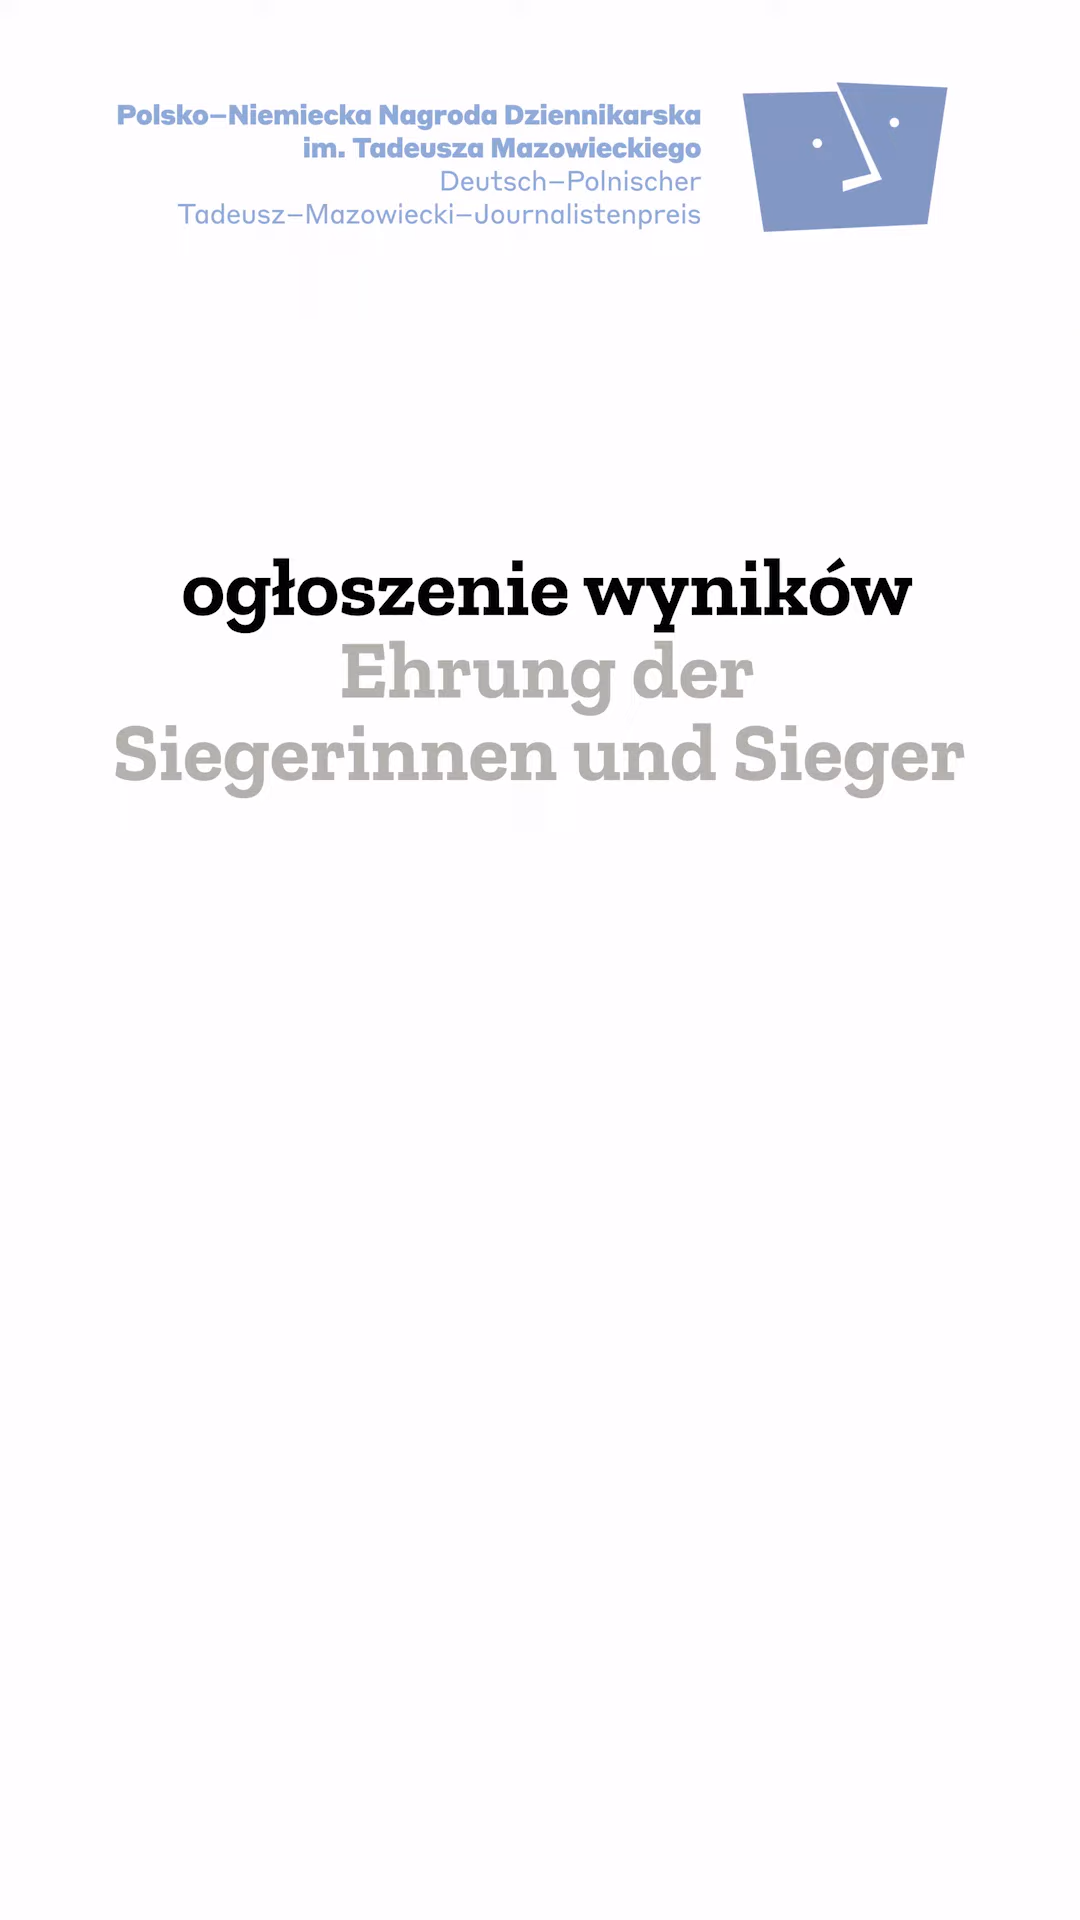 Polsko–Niemiecka Nagroda Dziennikarska
im. Tadeusza Mazowieckiego
Deutsch–Polnischer
Tadeusz–Mazowiecki–Journalistenpreis
ogłoszenie wyników
Ehrung der
Siegerinnen und Sieger